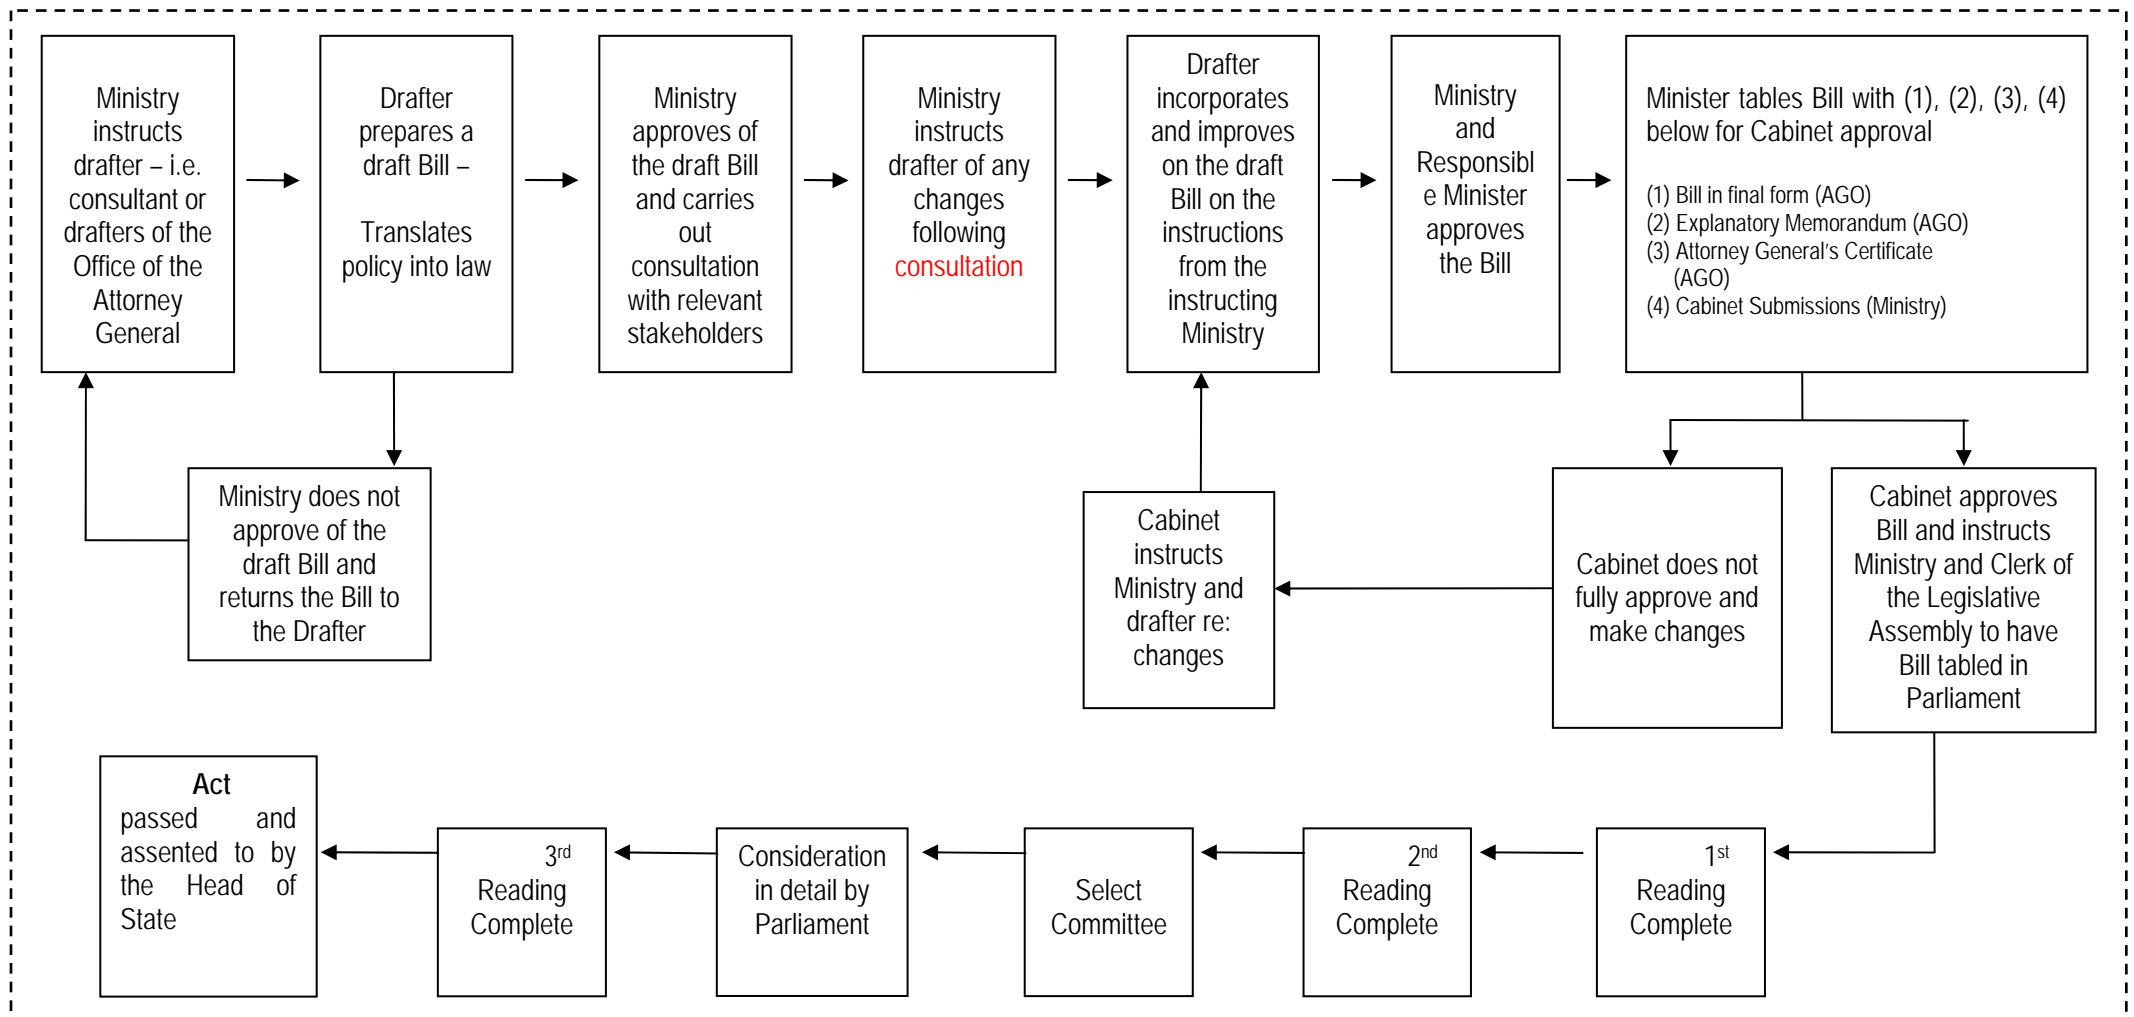 Ministry
instructs
drafter – i.e.
consultant or
drafters of the
Office of the
Attorney
General
Drafter
prepares a
draft Bill –
Translates
policy into law
Ministry
approves of
the draft Bill
and carries
out
consultation
with relevant
stakeholders
Ministry
instructs
drafter of any
changes
following
consultation
Drafter
incorporates
and improves
on the draft
Bill on the
instructions
from the
instructing
Ministry
Ministry
and
Responsibl
e Minister
approves
the Bill
Minister tables Bill with (1), (2), (3), (4)
below for Cabinet approval
(1) Bill in final form (AGO)
(2) Explanatory Memorandum (AGO)
(3) Attorney General's Certificate
(AGO)
(4) Cabinet Submissions (Ministry)
Ministry does not
approve of the
draft Bill and
returns the Bill to
the Drafter
Cabinet
instructs
Ministry and
drafter re:
changes
Cabinet does not
fully approve and
make changes
Cabinet approves
Bill and instructs
Ministry and Clerk of
the Legislative
Assembly to have
Bill tabled in
Parliament
Act
passed and
assented to by
the Head of
State
3rd
Reading
Complete
Consideration
in detail by
Parliament
Select
Committee
2nd
Reading
Complete
1st
Reading
Complete